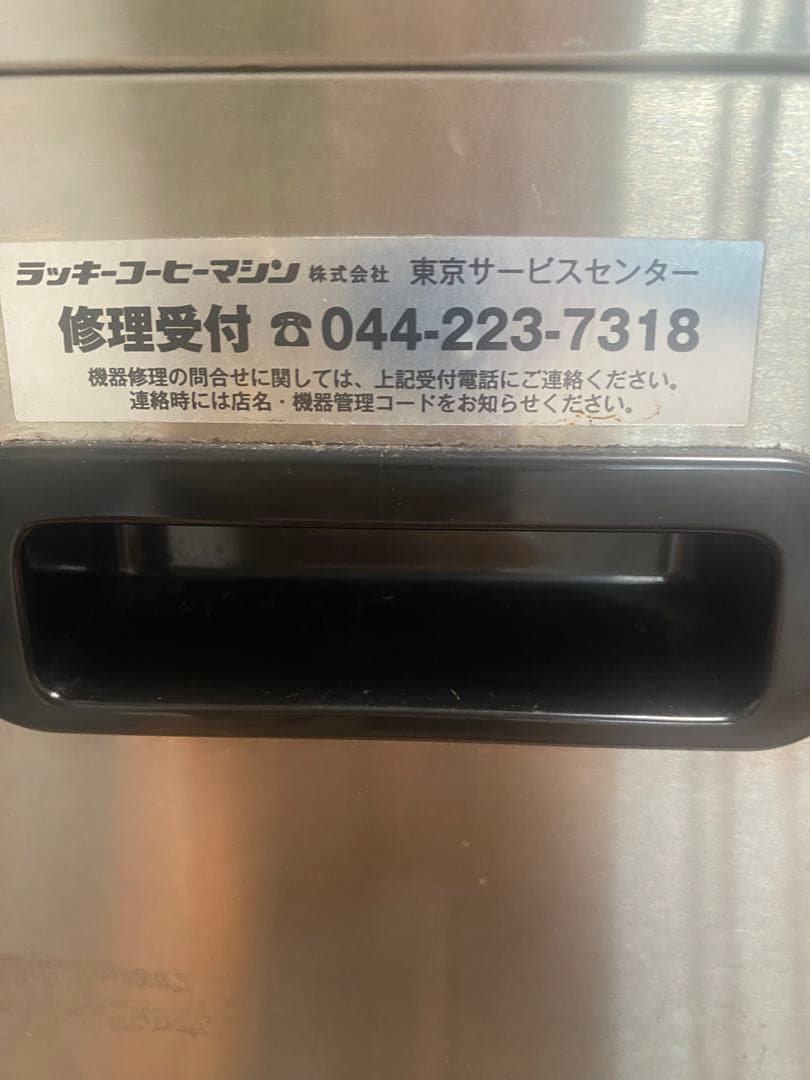 ラッキーコーヒーマシン 株式会社 東京サービスセンター
修理受付 ☎044-223-7318
機器修理の問合せに関しては、上記受付電話にご連絡ください。
連絡時には店名・機器管理コードをお知らせください。